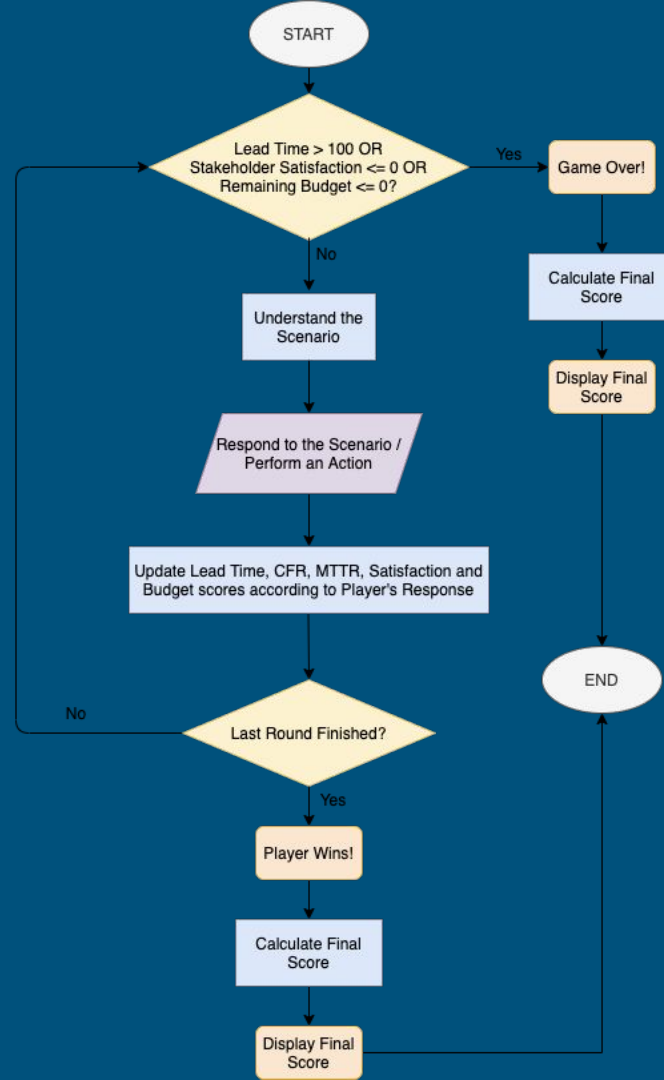 START
Lead Time > 100 OR
Stakeholder Satisfaction <= 0 OR
Remaining Budget <= 0?
Yes
Game Over!
No
Calculate Final
Score
Understand the
Scenario
Display Final
Score
Respond to the Scenario /
Perform an Action
Update Lead Time, CFR, MTTR, Satisfaction and
Budget scores according to Player's Response
END
No
Last Round Finished?
Yes
Player Wins!
Calculate Final
Score
Display Final
Score